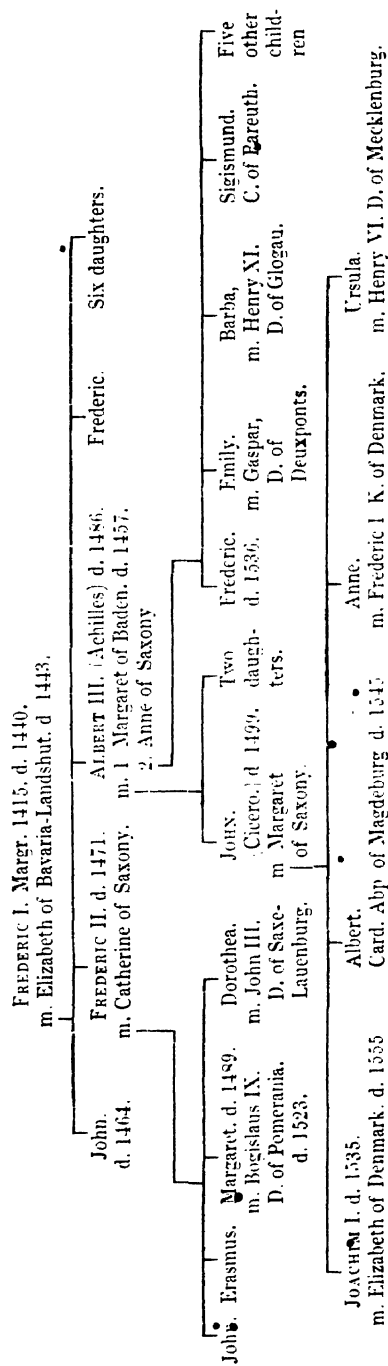 FREDERIC I. Margr. 1415. d. 1440.
m. Elizabeth of Bavaria-Landshut. d 1443.
John.
d. 1464.
FREDERIC II. d. 1471.
m. Catherine of Saxony.
ALBERT III. (Achilles) d. 1486.
m. 1 Margaret of Baden. d. 1457.
2. Anne of Saxony
Frederic.
Six daughters.
John.
Erasmus.
Margaret. d. 1489.
m. Bogislaus IX.
D. of Pomerania.
d. 1523.
Dorothea.
m. John III.
D. of Saxe-
Lauenburg.
JOHN.
(Cicero.) d 1499.
m Margaret
of Saxony.
Two
daugh-
ters.
Frederic.
d. 1536.
Emily.
m. Gaspar,
D. of
Deuxponts.
Barba,
m. Henry XI.
D. of Glogau.
Sigismund.
C. of Bareuth.
Five
other
child-
ren
JOACHIM I. d. 1535.
m. Elizabeth of Denmark. d. 1555
Albert.
Card. Abp of Magdeburg d. 1545
Anne.
m. Frederic I K. of Denmark.
Ursula.
m. Henry VI. D. of Mecklenburg.